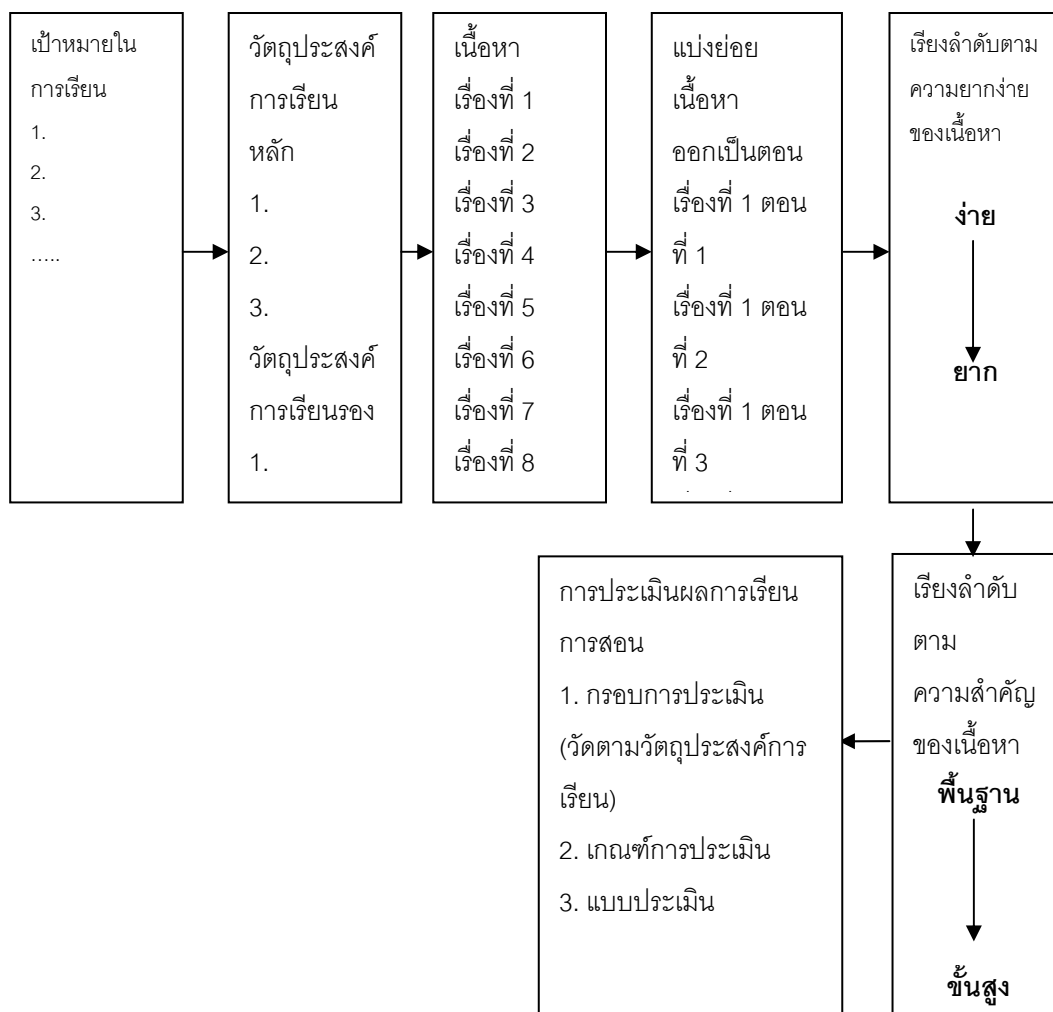 เป้าหมายใน
การเรียน
1.
2.
3.
.....
วัตถุประสงค์
การเรียน
หลัก
1.
2.
3.
วัตถุประสงค์
การเรียนรอง
1.
เนื้อหา
เรื่องที่ 1
เรื่องที่ 2
เรื่องที่ 3
เรื่องที่ 4
เรื่องที่ 5
เรื่องที่ 6
เรื่องที่ 7
เรื่องที่ 8
แบ่งย่อย
เนื้อหา
ออกเป็นตอน
เรื่องที่ 1 ตอน
ที่ 1
เรื่องที่ 1 ตอน
ที่ 2
เรื่องที่ 1 ตอน
ที่ 3
เรียงลำดับตาม
ความยากง่าย
ของเนื้อหา
ง่าย
ยาก
เรียงลำดับ
ตาม
ความสำคัญ
ของเนื้อหา
พื้นฐาน
ขั้นสูง
การประเมินผลการเรียน
การสอน
1. กรอบการประเมิน
(วัดตามวัตถุประสงค์การ
เรียน)
2. เกณฑ์การประเมิน
3. แบบประเมิน